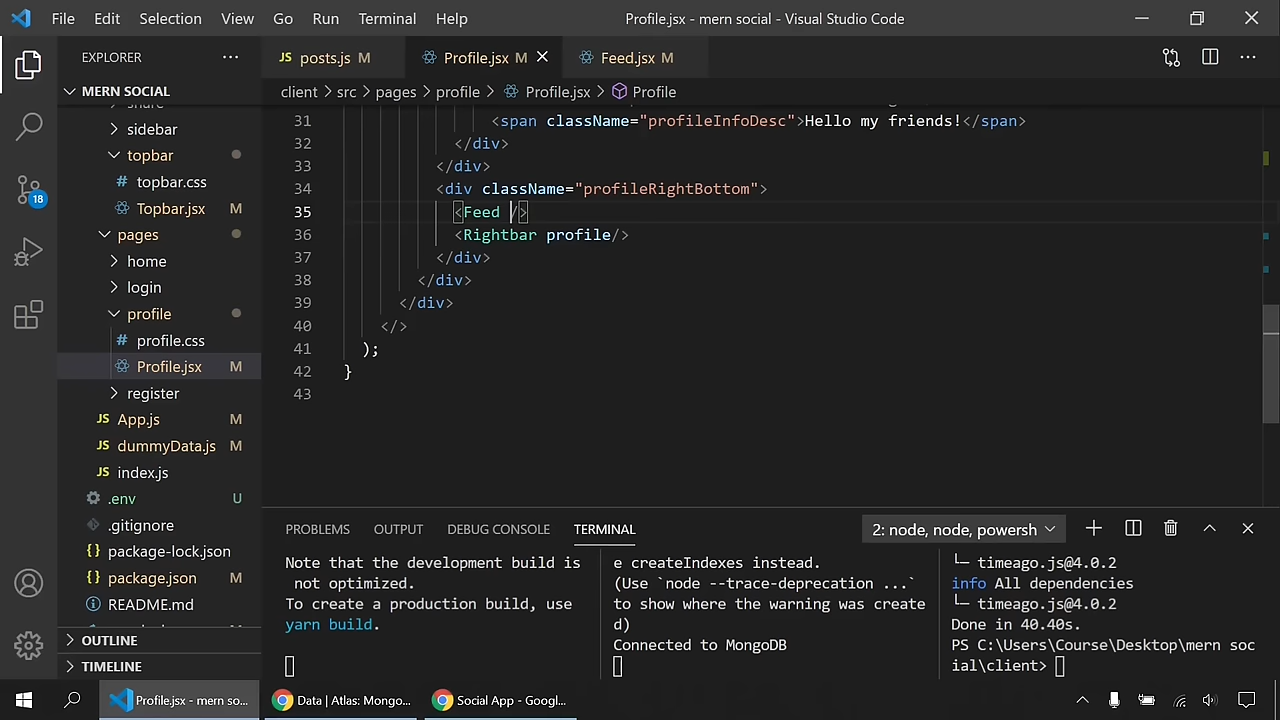 File Edit Selection View Go Run Terminal Help Profile.jsx - mern social - Visual Studio Code
EXPLORER
MERN SOCIAL
share
sidebar
topbar
# topbar.css
Topbar.jsx M
pages
home
login
profile
# profile.css
Profile.jsx M
register
JS App.js M
JS dummyData.js M
JS index.js
.env U
.gitignore
{} package-lock.json
{} package.json M
README.md
OUTLINE
TIMELINE
18
JS posts.js M Profile.jsx M Feed.jsx M
client > src > pages > profile > Profile.jsx > Profile
31 <span className="profileInfoDesc">Hello my friends!</span>
32 </div>
33 </div>
34 <div className="profileRightBottom">
35 <Feed />
36 <Rightbar profile/>
37 </div>
38 </div>
39 </div>
40 </>
41 );
42 }
43
PROBLEMS OUTPUT DEBUG CONSOLE TERMINAL 2: node, node, powersh
Note that the development build is
not optimized.
To create a production build, use
yarn build.
e createIndexes instead.
(Use `node --trace-deprecation ...`
to show where the warning was create
d)
Connected to MongoDB
└─ timeago.js@4.0.2
info All dependencies
└─ timeago.js@4.0.2
Done in 40.40s.
PS C:\Users\Course\Desktop\mern soc
ial\client>
Profile.jsx - mern so... Data | Atlas: Mongo... Social App - Googl...